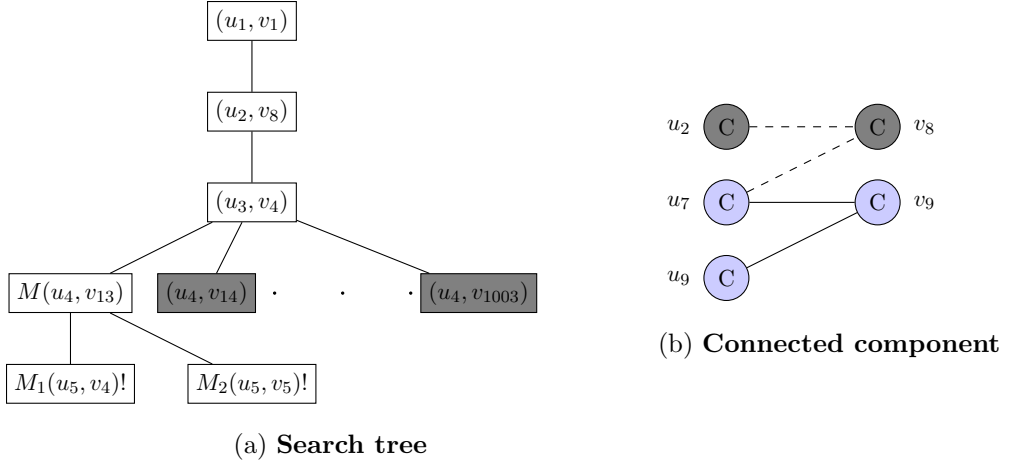 (u₁, v₁)
(u₂, v₈)
(u₃, v₄)
M(u₄, v₁₃) (u₄, v₁₄) · · · (u₄, v₁₀₀₃)
M₁(u₅, v₄)! M₂(u₅, v₅)!
(a) Search tree
u₂ C C v₈
u₇ C C v₉
u₉ C
(b) Connected component